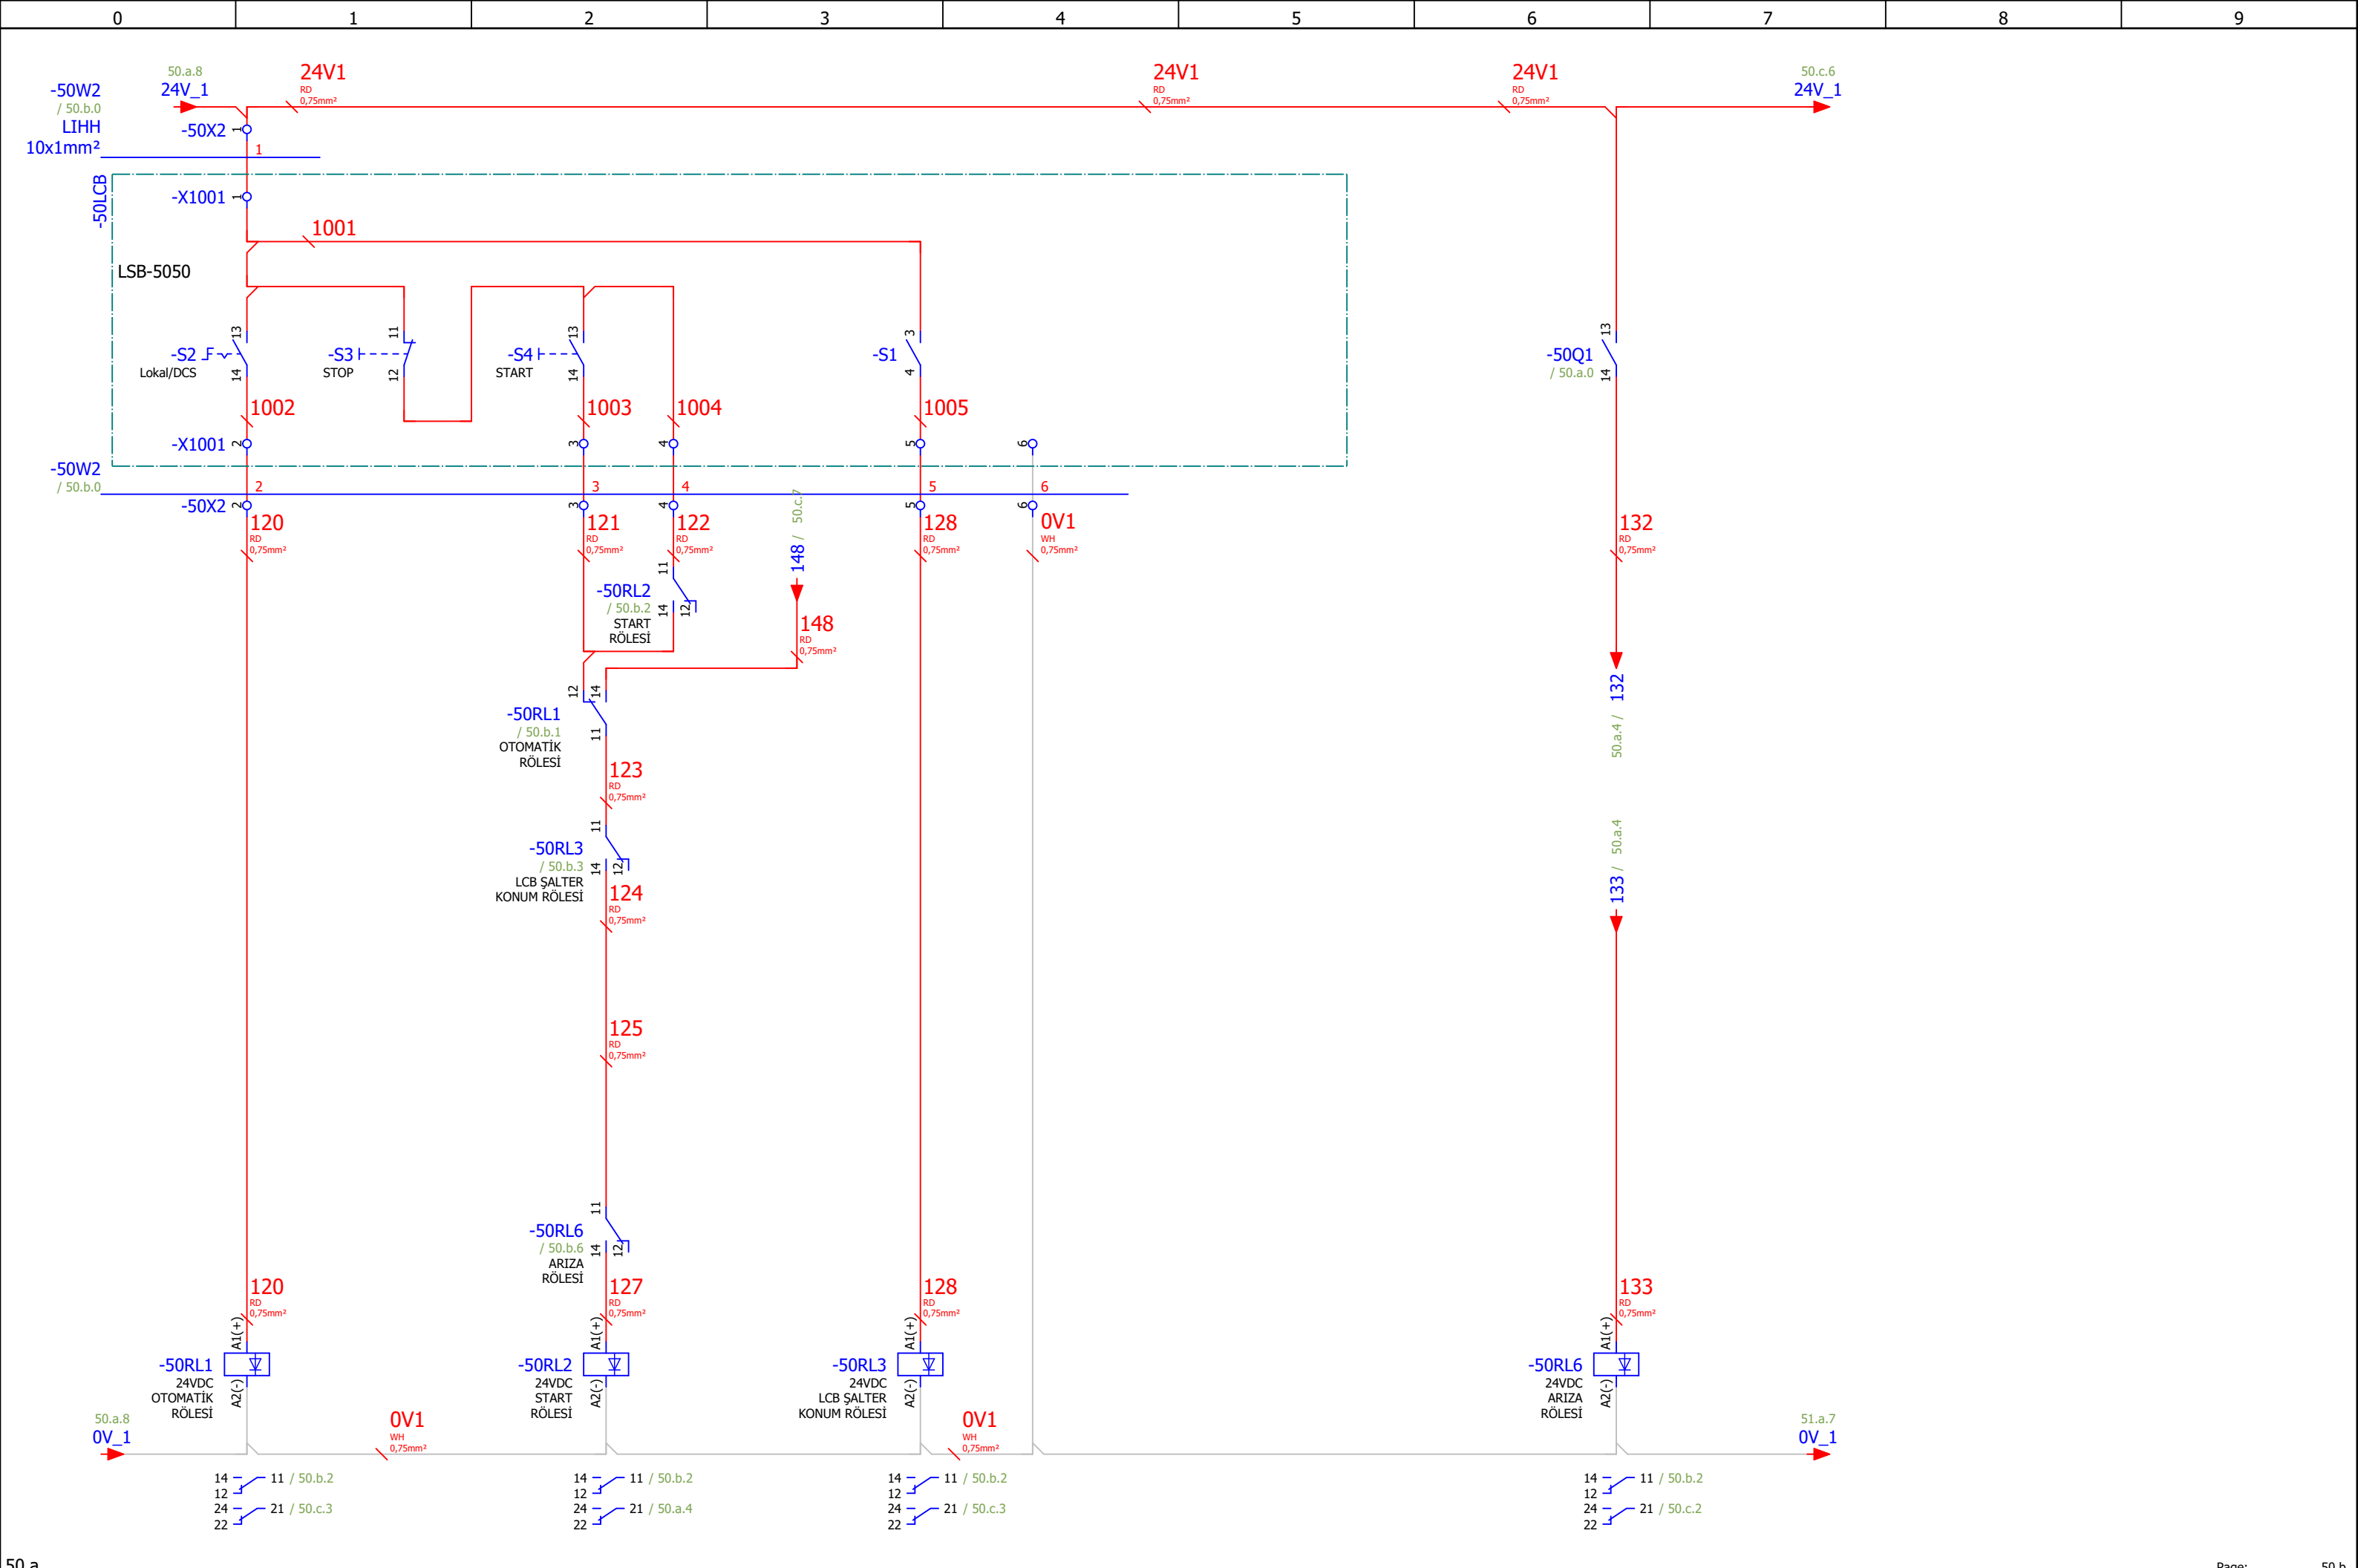 0 1 2 3 4 5 6 7 8 9
50.a.8
24V_1
-50W2
/ 50.b.0
LIHH
10x1mm²
24V1
RD
0,75mm²
24V1
RD
0,75mm²
24V1
RD
0,75mm²
50.c.6
24V_1
-50X2 1
1
-50LCB
-X1001 1
1001
LSB-5050
-S2
Lokal/DCS
13
14
-S3
STOP
11
12
-S4
START
13
14
-S1
3
4
-50Q1
/ 50.a.0
13
14
1002
1003
1004
1005
-X1001 2 3 4 5 6
-50W2
/ 50.b.0
2 3 4 5 6
-50X2 2 3 4 5 6
120
RD
0,75mm²
121
RD
0,75mm²
122
RD
0,75mm²
148 / 50.c.7
128
RD
0,75mm²
0V1
WH
0,75mm²
132
RD
0,75mm²
-50RL2
/ 50.b.2
START
RÖLESİ
11
14 12
148
RD
0,75mm²
132
50.a.4 /
12 14
-50RL1
/ 50.b.1
OTOMATİK
RÖLESİ
11
123
RD
0,75mm²
11
-50RL3
/ 50.b.3
LCB ŞALTER
KONUM RÖLESİ
14 12
124
RD
0,75mm²
133 / 50.a.4
125
RD
0,75mm²
11
-50RL6
/ 50.b.6
ARIZA
RÖLESİ
14 12
120
RD
0,75mm²
127
RD
0,75mm²
128
RD
0,75mm²
133
RD
0,75mm²
A1(+)
-50RL1
24VDC
OTOMATİK
RÖLESİ
A2(-)
A1(+)
-50RL2
24VDC
START
RÖLESİ
A2(-)
A1(+)
-50RL3
24VDC
LCB ŞALTER
KONUM RÖLESİ
A2(-)
A1(+)
-50RL6
24VDC
ARIZA
RÖLESİ
A2(-)
50.a.8
0V_1
0V1
WH
0,75mm²
0V1
WH
0,75mm²
51.a.7
0V_1
14 11 / 50.b.2
12
24 21 / 50.c.3
22
14 11 / 50.b.2
12
24 21 / 50.a.4
22
14 11 / 50.b.2
12
24 21 / 50.c.3
22
14 11 / 50.b.2
12
24 21 / 50.c.2
22
50.a
Page: 50.b